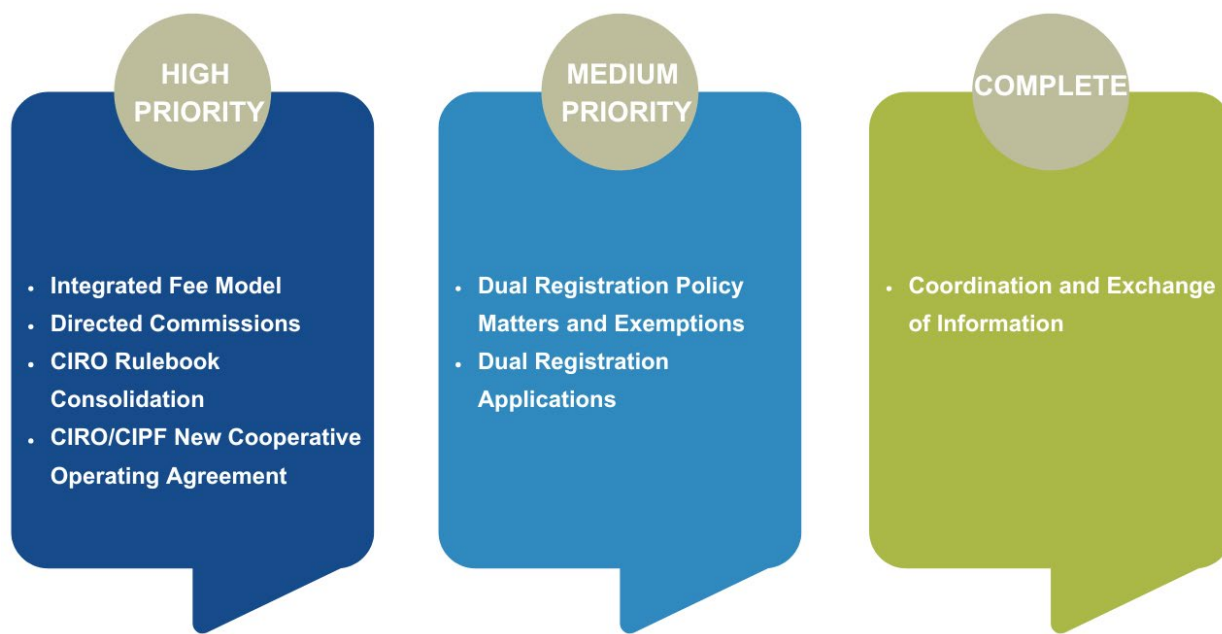 HIGH
PRIORITY
• Integrated Fee Model
• Directed Commissions
• CIRO Rulebook
Consolidation
• CIRO/CIPF New Cooperative
Operating Agreement
MEDIUM
PRIORITY
• Dual Registration Policy
Matters and Exemptions
• Dual Registration
Applications
COMPLETE
• Coordination and Exchange
of Information